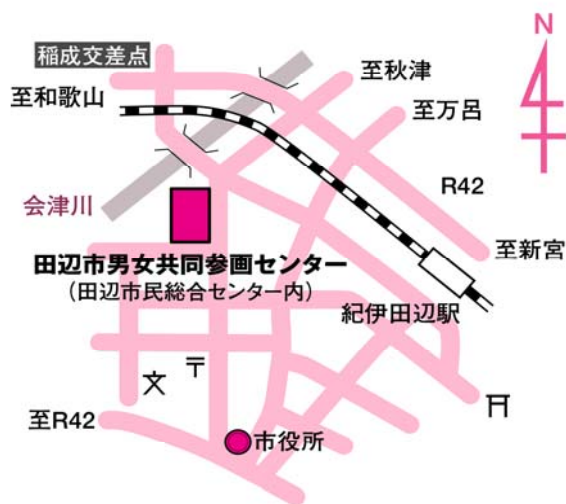 N
稲成交差点
至和歌山
至秋津
至万呂
R42
会津川
至新宮
田辺市男女共同参画センター
(田辺市民総合センター内)
紀伊田辺駅
文
〒
至R42
市役所